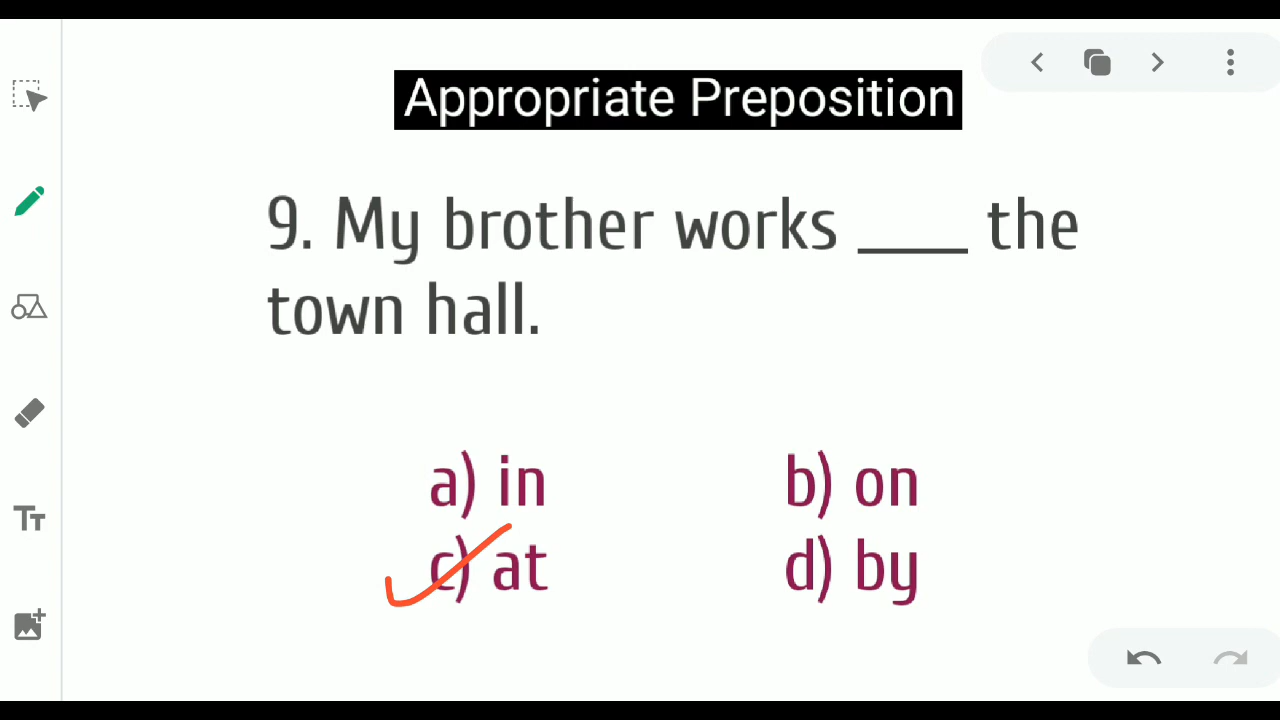 Appropriate Preposition
9. My brother works ____ the
town hall.
a) in b) on
c) at d) by